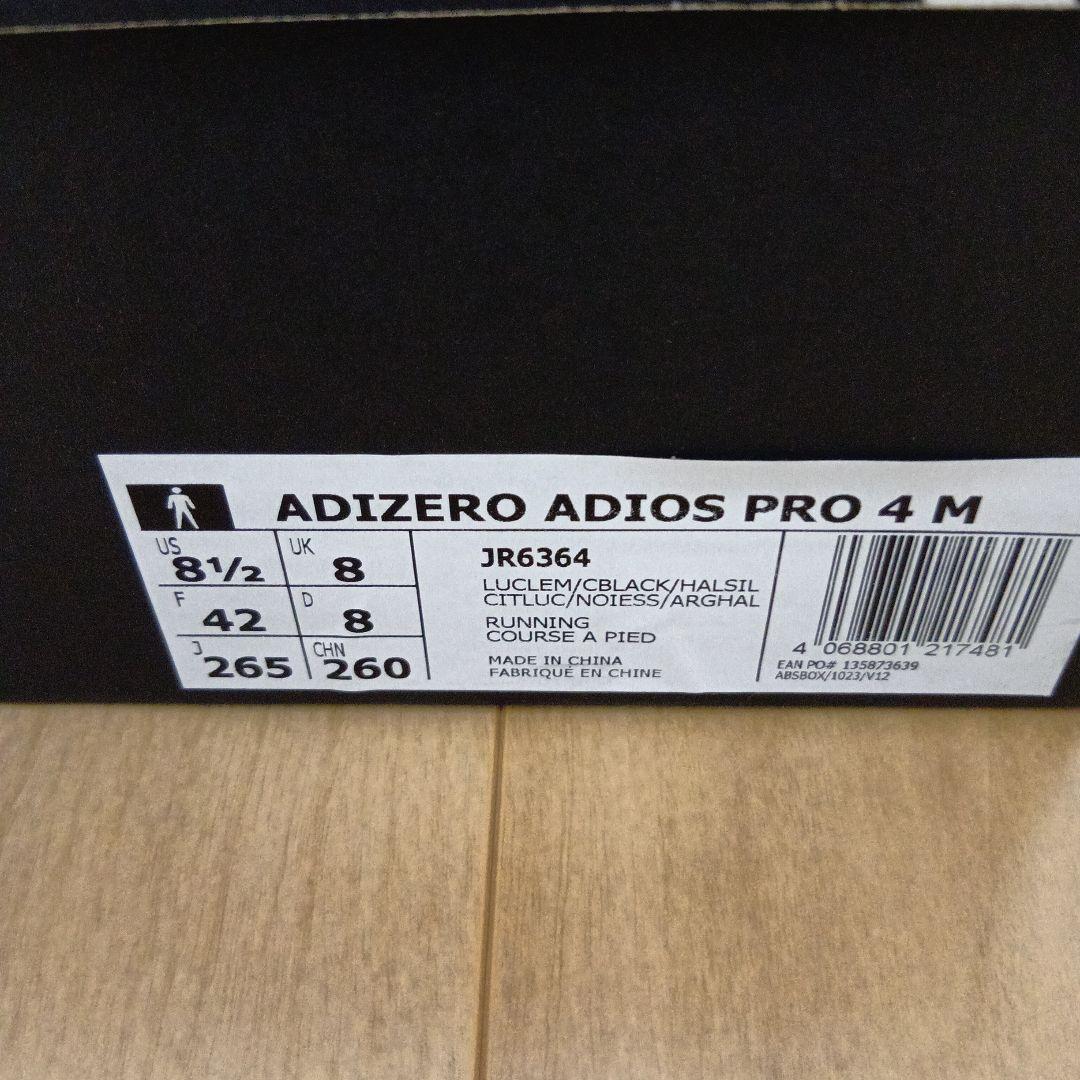 ADIZERO ADIOS PRO 4 M
US 8½ UK 8
F 42 D 8
J 265 CHN 260
JR6364
LUCLEM/CBLACK/HALSIL
CITLUC/NOIESS/ARGHAL
RUNNING
COURSE A PIED
MADE IN CHINA
FABRIQUÉ EN CHINE
4 068801 217481
EAN PO# 135873639
ABSBOX/1023/V12